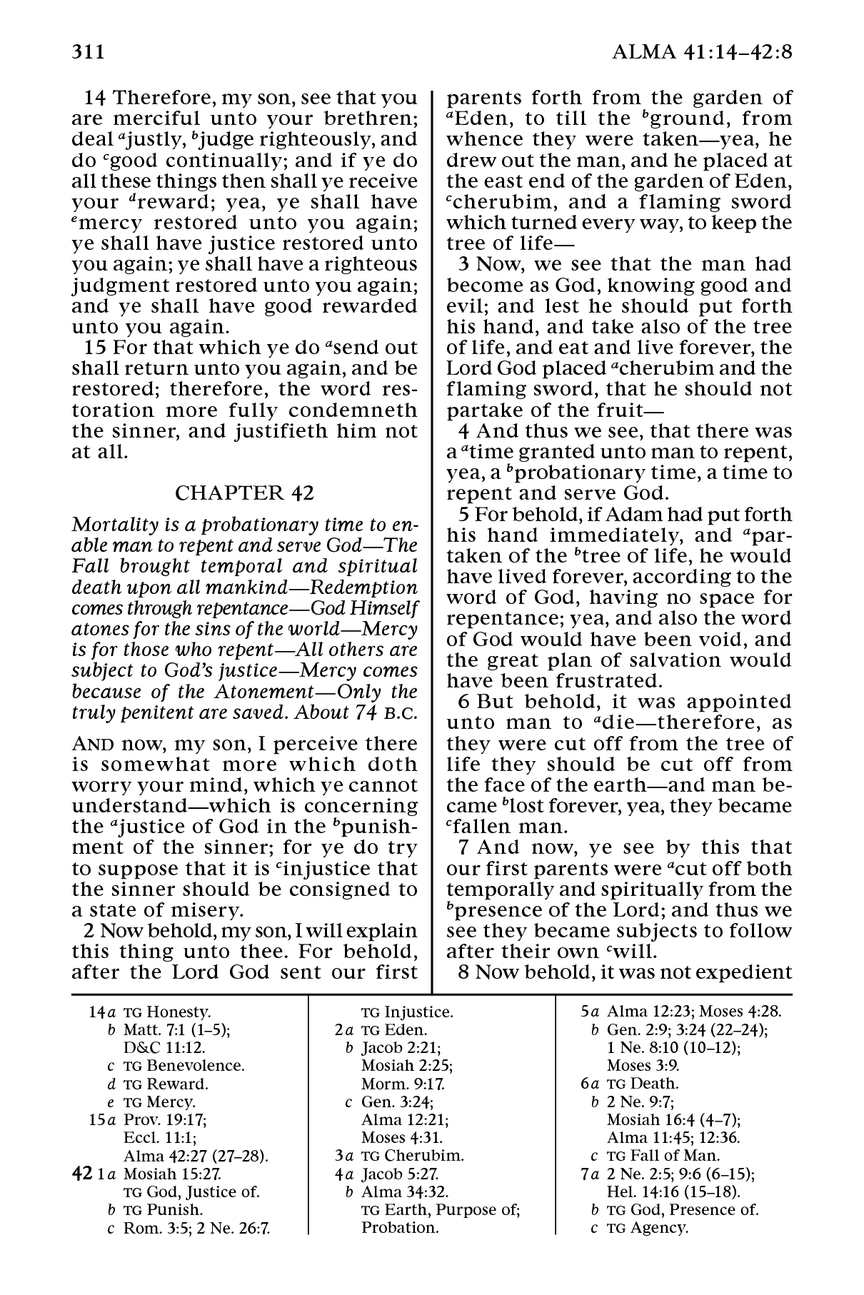 311
ALMA 41:14–42:8
14 Therefore, my son, see that you
are merciful unto your brethren;
deal ajustly, bjudge righteously, and
do cgood continually; and if ye do
all these things then shall ye receive
your dreward; yea, ye shall have
emercy restored unto you again;
ye shall have justice restored unto
you again; ye shall have a righteous
judgment restored unto you again;
and ye shall have good rewarded
unto you again.
15 For that which ye do asend out
shall return unto you again, and be
restored; therefore, the word res-
toration more fully condemneth
the sinner, and justifieth him not
at all.
CHAPTER 42
Mortality is a probationary time to en-
able man to repent and serve God—The
Fall brought temporal and spiritual
death upon all mankind—Redemption
comes through repentance—God Himself
atones for the sins of the world—Mercy
is for those who repent—All others are
subject to God’s justice—Mercy comes
because of the Atonement—Only the
truly penitent are saved. About 74 B.C.
AND now, my son, I perceive there
is somewhat more which doth
worry your mind, which ye cannot
understand—which is concerning
the ajustice of God in the bpunish-
ment of the sinner; for ye do try
to suppose that it is cinjustice that
the sinner should be consigned to
a state of misery.
2 Now behold, my son, I will explain
this thing unto thee. For behold,
after the Lord God sent our first
parents forth from the garden of
aEden, to till the bground, from
whence they were taken—yea, he
drew out the man, and he placed at
the east end of the garden of Eden,
ccherubim, and a flaming sword
which turned every way, to keep the
tree of life—
3 Now, we see that the man had
become as God, knowing good and
evil; and lest he should put forth
his hand, and take also of the tree
of life, and eat and live forever, the
Lord God placed acherubim and the
flaming sword, that he should not
partake of the fruit—
4 And thus we see, that there was
a atime granted unto man to repent,
yea, a bprobationary time, a time to
repent and serve God.
5 For behold, if Adam had put forth
his hand immediately, and apar-
taken of the btree of life, he would
have lived forever, according to the
word of God, having no space for
repentance; yea, and also the word
of God would have been void, and
the great plan of salvation would
have been frustrated.
6 But behold, it was appointed
unto man to adie—therefore, as
they were cut off from the tree of
life they should be cut off from
the face of the earth—and man be-
came blost forever, yea, they became
cfallen man.
7 And now, ye see by this that
our first parents were acut off both
temporally and spiritually from the
bpresence of the Lord; and thus we
see they became subjects to follow
after their own cwill.
8 Now behold, it was not expedient
14a TG Honesty.
b Matt. 7:1 (1–5);
D&C 11:12.
c TG Benevolence.
d TG Reward.
e TG Mercy.
15a Prov. 19:17;
Eccl. 11:1;
Alma 42:27 (27–28).
42 1a Mosiah 15:27.
TG God, Justice of.
b TG Punish.
c Rom. 3:5; 2 Ne. 26:7.
TG Injustice.
2a TG Eden.
b Jacob 2:21;
Mosiah 2:25;
Morm. 9:17.
c Gen. 3:24;
Alma 12:21;
Moses 4:31.
3a TG Cherubim.
4a Jacob 5:27.
b Alma 34:32.
TG Earth, Purpose of;
Probation.
5a Alma 12:23; Moses 4:28.
b Gen. 2:9; 3:24 (22–24);
1 Ne. 8:10 (10–12);
Moses 3:9.
6a TG Death.
b 2 Ne. 9:7;
Mosiah 16:4 (4–7);
Alma 11:45; 12:36.
c TG Fall of Man.
7a 2 Ne. 2:5; 9:6 (6–15);
Hel. 14:16 (15–18).
b TG God, Presence of.
c TG Agency.